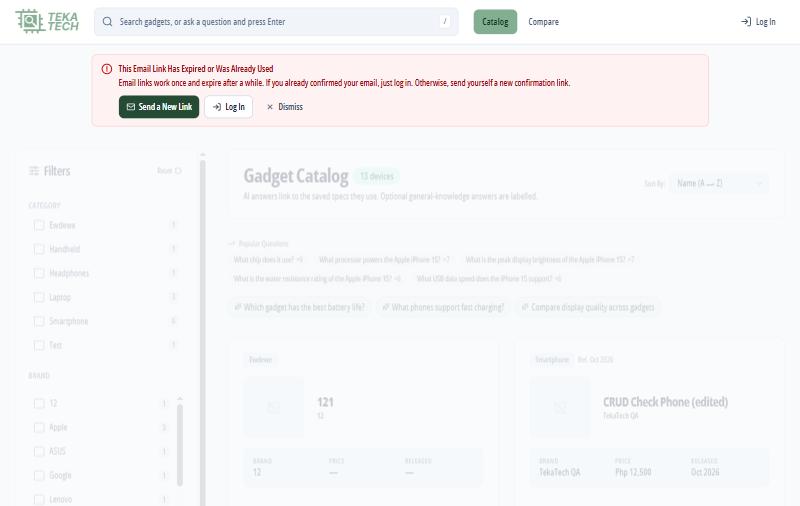 TEKA
TECH
Search gadgets, or ask a question and press Enter
/
Catalog
Compare
Log In
This Email Link Has Expired or Was Already Used
Email links work once and expire after a while. If you already confirmed your email, just log in. Otherwise, send yourself a new confirmation link.
Send a New Link
Log In
Dismiss
Filters
Reset
CATEGORY
Ewdewe 1
Handheld 1
Headphones 1
Laptop 3
Smartphone 6
Test 1
BRAND
12 1
Apple 3
ASUS 1
Google 1
Lenovo 1
Gadget Catalog
13 devices
AI answers link to the saved specs they use. Optional general-knowledge answers are labelled.
Sort By: Name (A — Z)
Popular Questions
What chip does it use? What processor powers the Apple iPhone 15? What is the peak display brightness of the Apple iPhone 15?
What is the water resistance rating of the Apple iPhone 15? What USB data speed does the iPhone 15 support?
Which gadget has the best battery life? What phones support fast charging? Compare display quality across gadgets
Ewdewe
121
12
BRAND PRICE RELEASED
12 — —
Smartphone Rel. Oct 2026
CRUD Check Phone (edited)
TekaTech QA
BRAND PRICE RELEASED
TekaTech QA Php 12,500 Oct 2026